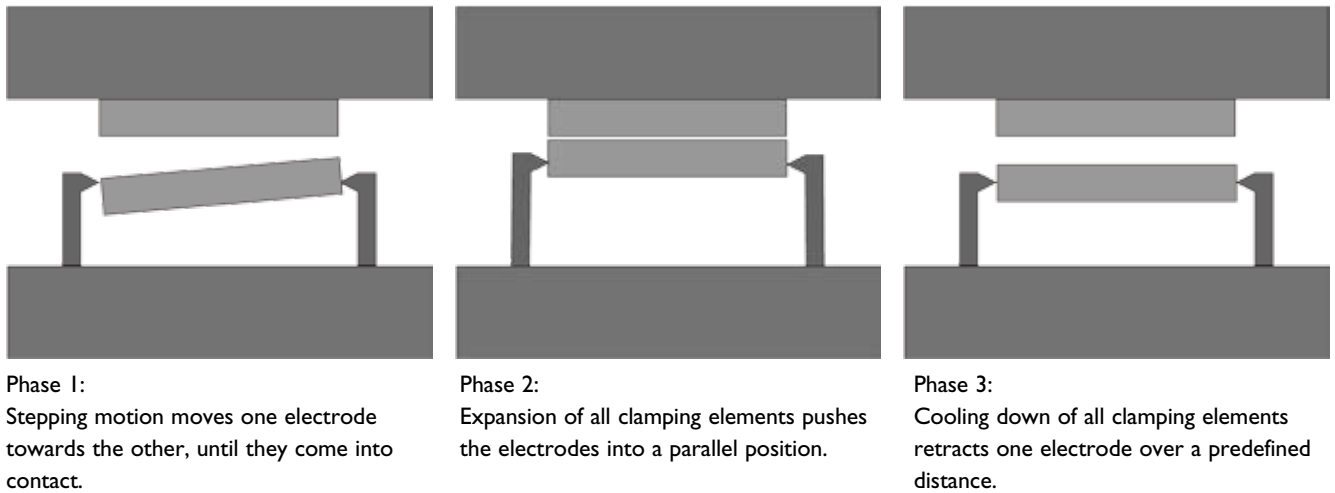 Phase 1:
Stepping motion moves one electrode
towards the other, until they come into
contact.
Phase 2:
Expansion of all clamping elements pushes
the electrodes into a parallel position.
Phase 3:
Cooling down of all clamping elements
retracts one electrode over a predefined
distance.